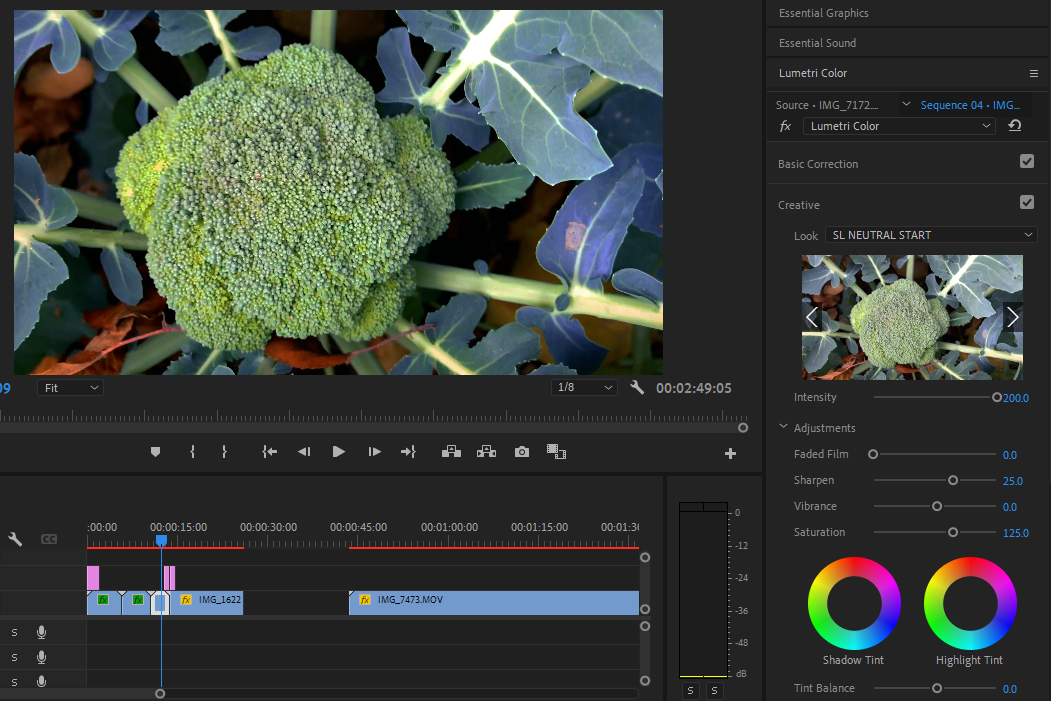 Essential Graphics
Essential Sound
Lumetri Color
Source • IMG_7172...
Sequence 04 • IMG...
fx Lumetri Color
Basic Correction
Creative
Look SL NEUTRAL START
Intensity 200.0
Adjustments
Faded Film 0.0
Sharpen 25.0
Vibrance 0.0
Saturation 125.0
Shadow Tint Highlight Tint
Tint Balance 0.0
09 Fit 1/8 00:02:49:05
CC
:00:00 00:00:15:00 00:00:30:00 00:00:45:00 00:01:00:00 00:01:15:00 00:01:30
fx fx fx IMG_1622 fx IMG_7473.MOV
S
S
S
0
-12
-24
-36
-48
dB
S S